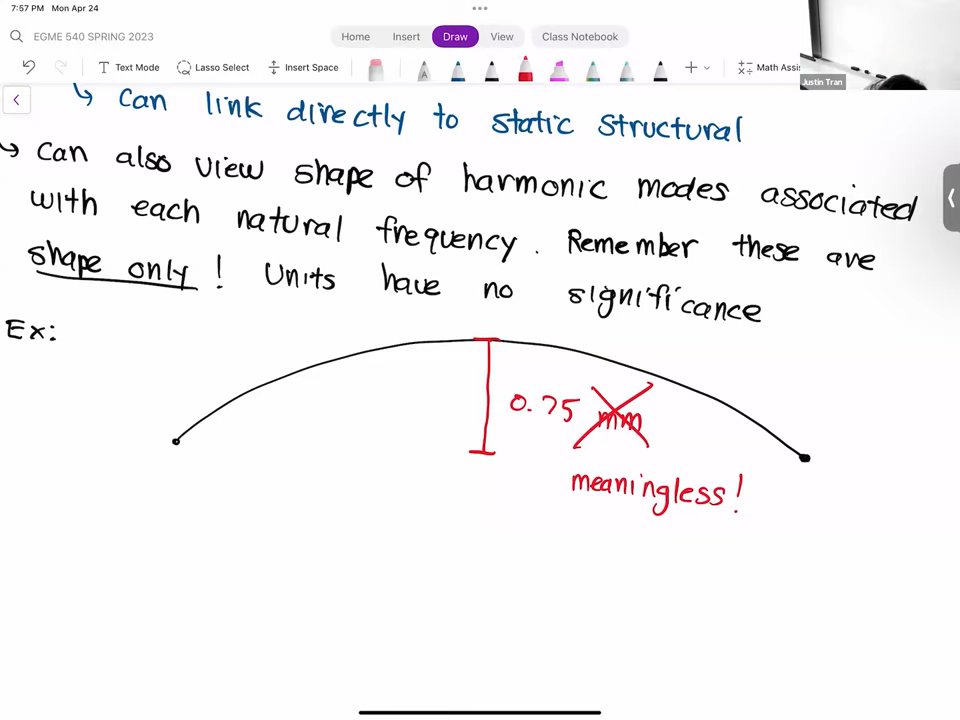 7:57 PM Mon Apr 24
EGME 540 SPRING 2023
Home Insert Draw View Class Notebook
Text Mode Lasso Select Insert Space Math Assis
Justin Tran
↳ Can link directly to static structural
↳ Can also view shape of harmonic modes associated
with each natural frequency. Remember these are
shape only! Units have no significance
Ex:
0.75 mm
meaningless!